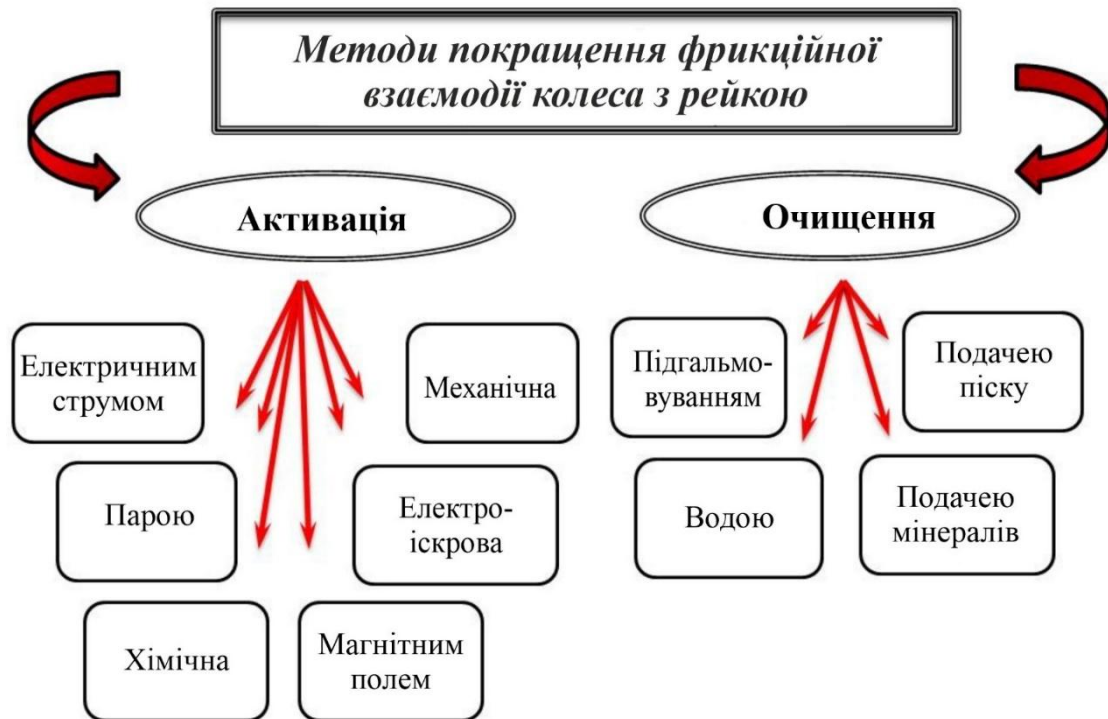 Методи покращення фрикційної
взаємодії колеса з рейкою
Активація
Очищення
Електричним
струмом
Механічна
Парою
Електро-
іскрова
Хімічна
Магнітним
полем
Підгальмо-
вуванням
Подачею
піску
Водою
Подачею
мінералів